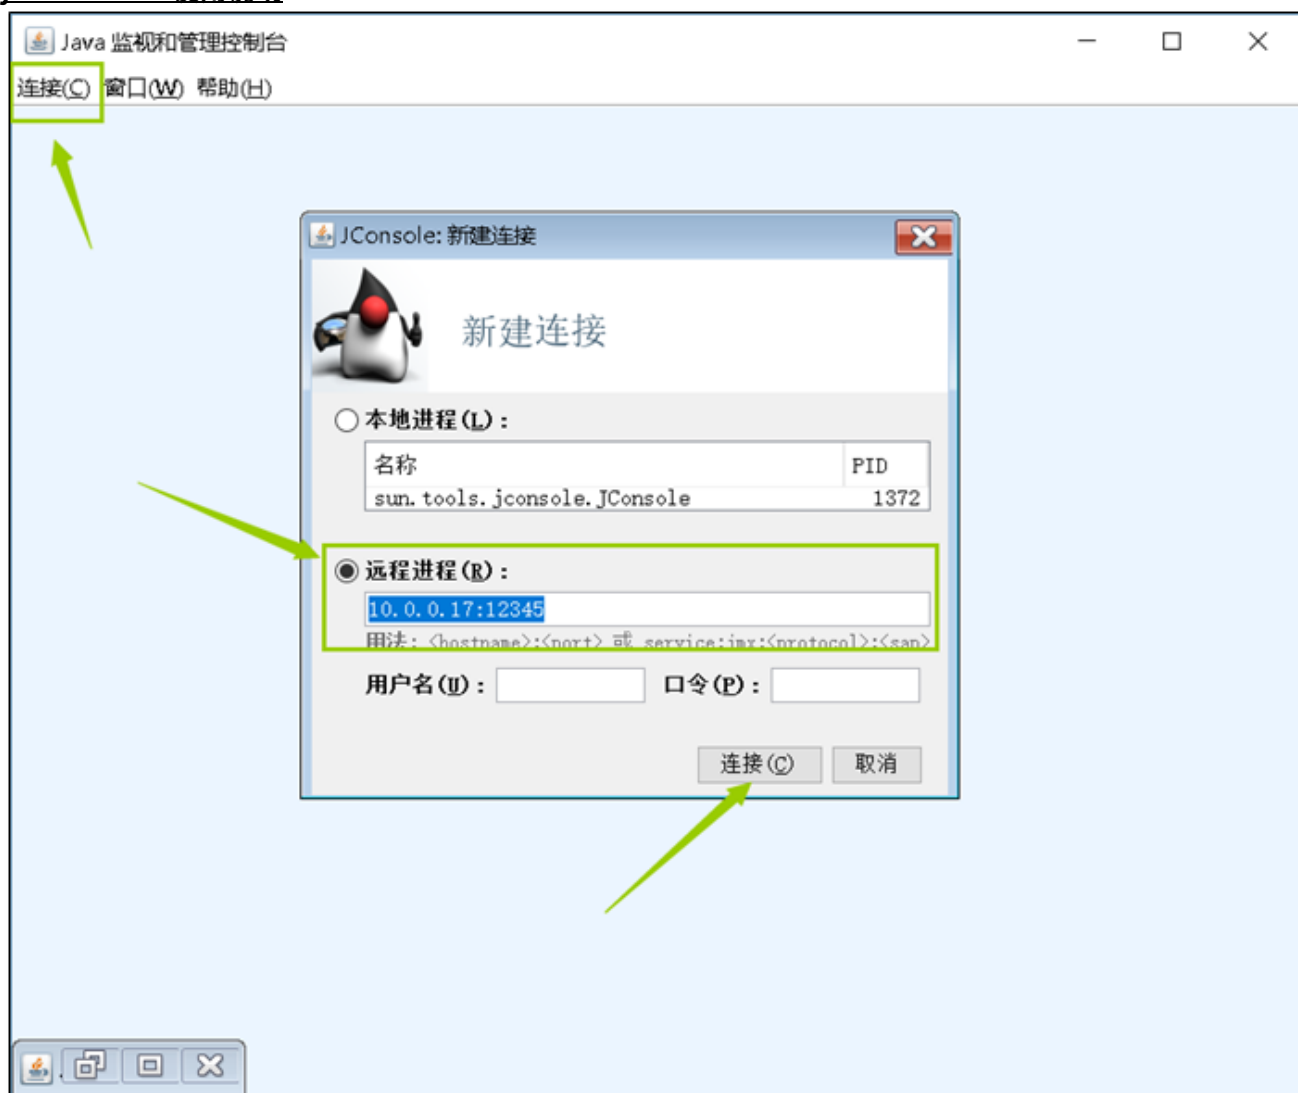 Java 监视和管理控制台
连接(C) 窗口(W) 帮助(H)
JConsole: 新建连接
新建连接
本地进程(L)：
名称 PID
sun.tools.jconsole.JConsole 1372
远程进程(R)：
10.0.0.17:12345
用法：<hostname>:<port> 或 service:jmx:<protocol>:<sap>
用户名(U)： 口令(P)：
连接(C) 取消